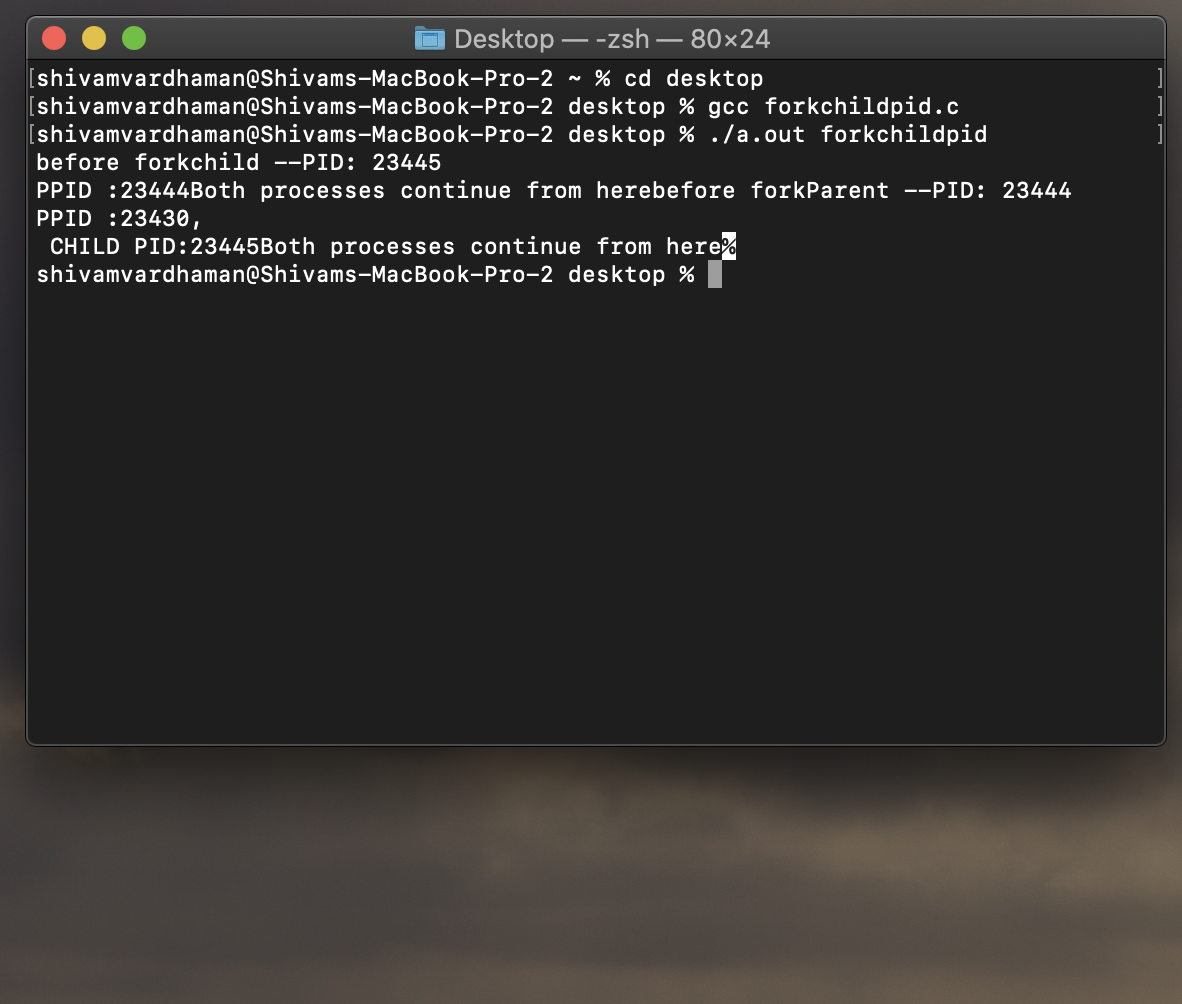 Desktop — -zsh — 80×24
[shivamvardhaman@Shivams-MacBook-Pro-2 ~ % cd desktop ]
[shivamvardhaman@Shivams-MacBook-Pro-2 desktop % gcc forkchildpid.c ]
[shivamvardhaman@Shivams-MacBook-Pro-2 desktop % ./a.out forkchildpid ]
before forkchild --PID: 23445
PPID :23444Both processes continue from herebefore forkParent --PID: 23444
PPID :23430,
 CHILD PID:23445Both processes continue from here%
shivamvardhaman@Shivams-MacBook-Pro-2 desktop %